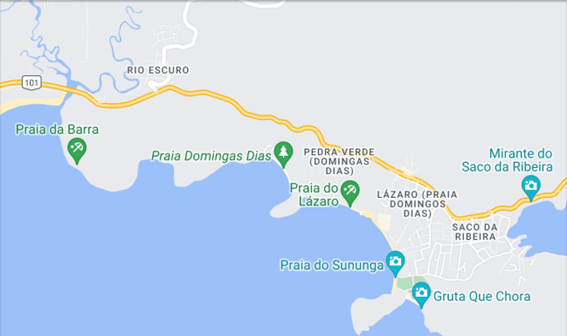 RIO ESCURO
101
Praia da Barra
Praia Domingas Dias
PEDRA VERDE
(DOMINGAS
DIAS)
Mirante do
Saco da Ribeira
Praia do
Lázaro
LÁZARO (PRAIA
DOMINGOS
DIAS)
SACO DA
RIBEIRA
Praia do Sununga
Gruta Que Chora